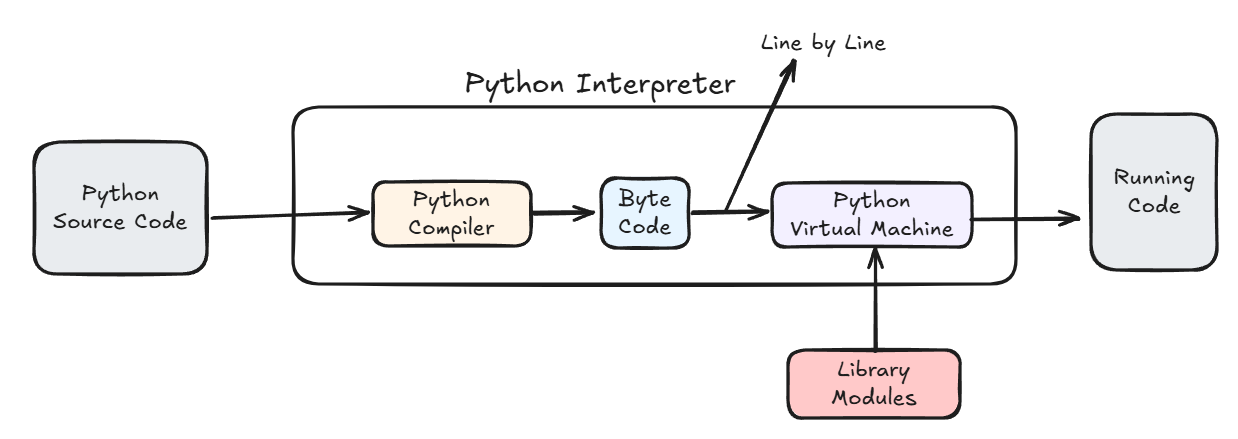 Line by Line
Python Interpreter
Python
Source Code
Python
Compiler
Byte
Code
Python
Virtual Machine
Running
Code
Library
Modules